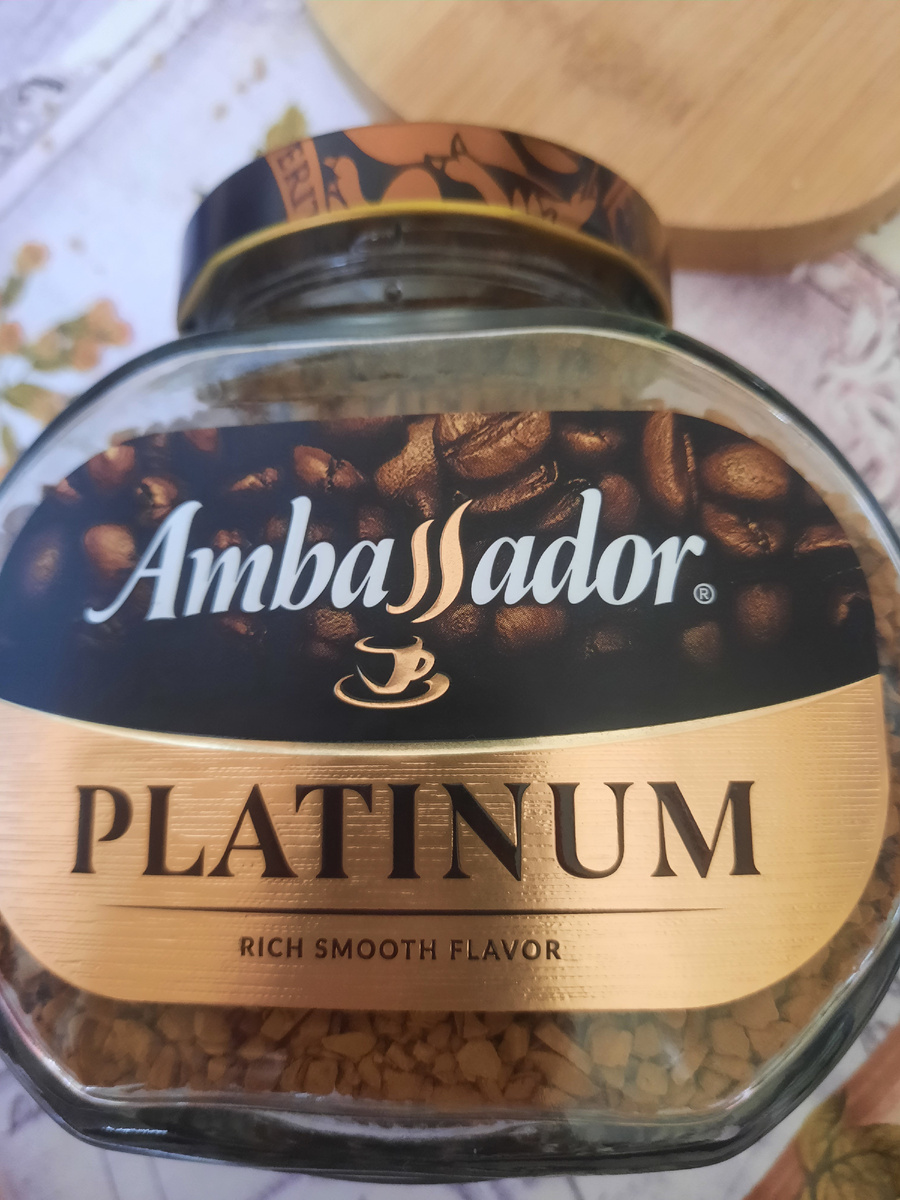 Ambassador®
PLATINUM
RICH SMOOTH FLAVOR